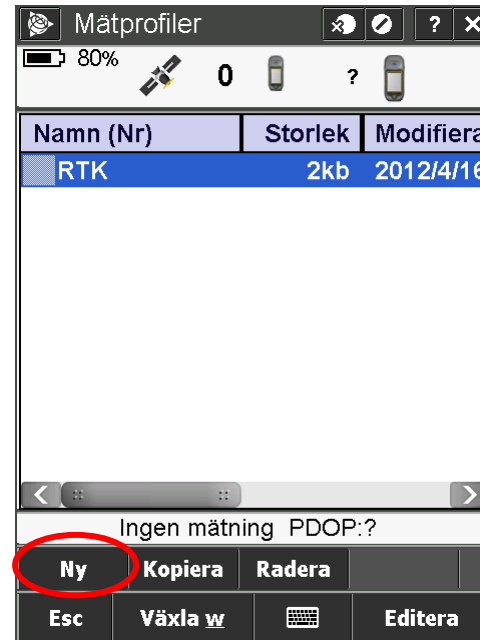 Mätprofiler ?
80% 0 ?
Namn (Nr) Storlek Modifiera
RTK 2kb 2012/4/16
Ingen mätning PDOP:?
Ny Kopiera Radera
Esc Växla w Editera